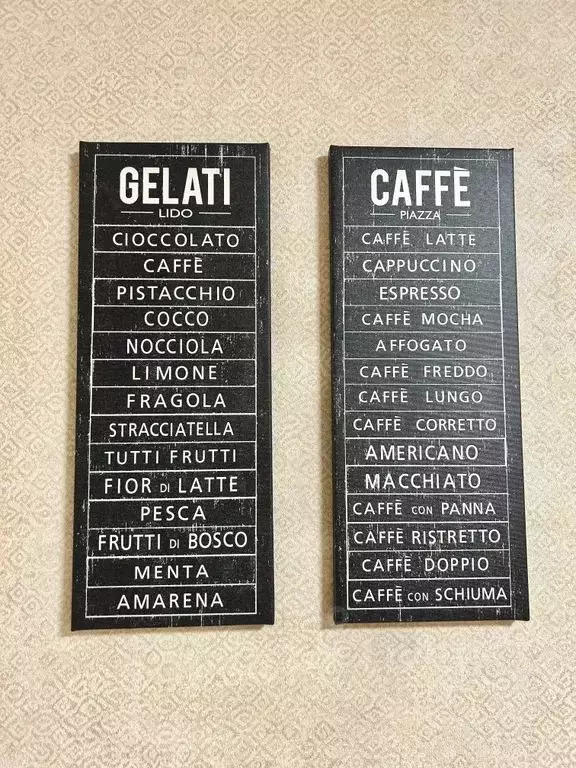 GELATI
LIDO
CIOCCOLATO
CAFFÈ
PISTACCHIO
COCCO
NOCCIOLA
LIMONE
FRAGOLA
STRACCIATELLA
TUTTI FRUTTI
FIOR DI LATTE
PESCA
FRUTTI DI BOSCO
MENTA
AMARENA
CAFFÈ
PIAZZA
CAFFÈ LATTE
CAPPUCCINO
ESPRESSO
CAFFÈ MOCHA
AFFOGATO
CAFFÈ FREDDO
CAFFÈ LUNGO
CAFFÈ CORRETTO
AMERICANO
MACCHIATO
CAFFÈ CON PANNA
CAFFÈ RISTRETTO
CAFFÈ DOPPIO
CAFFÈ CON SCHIUMA